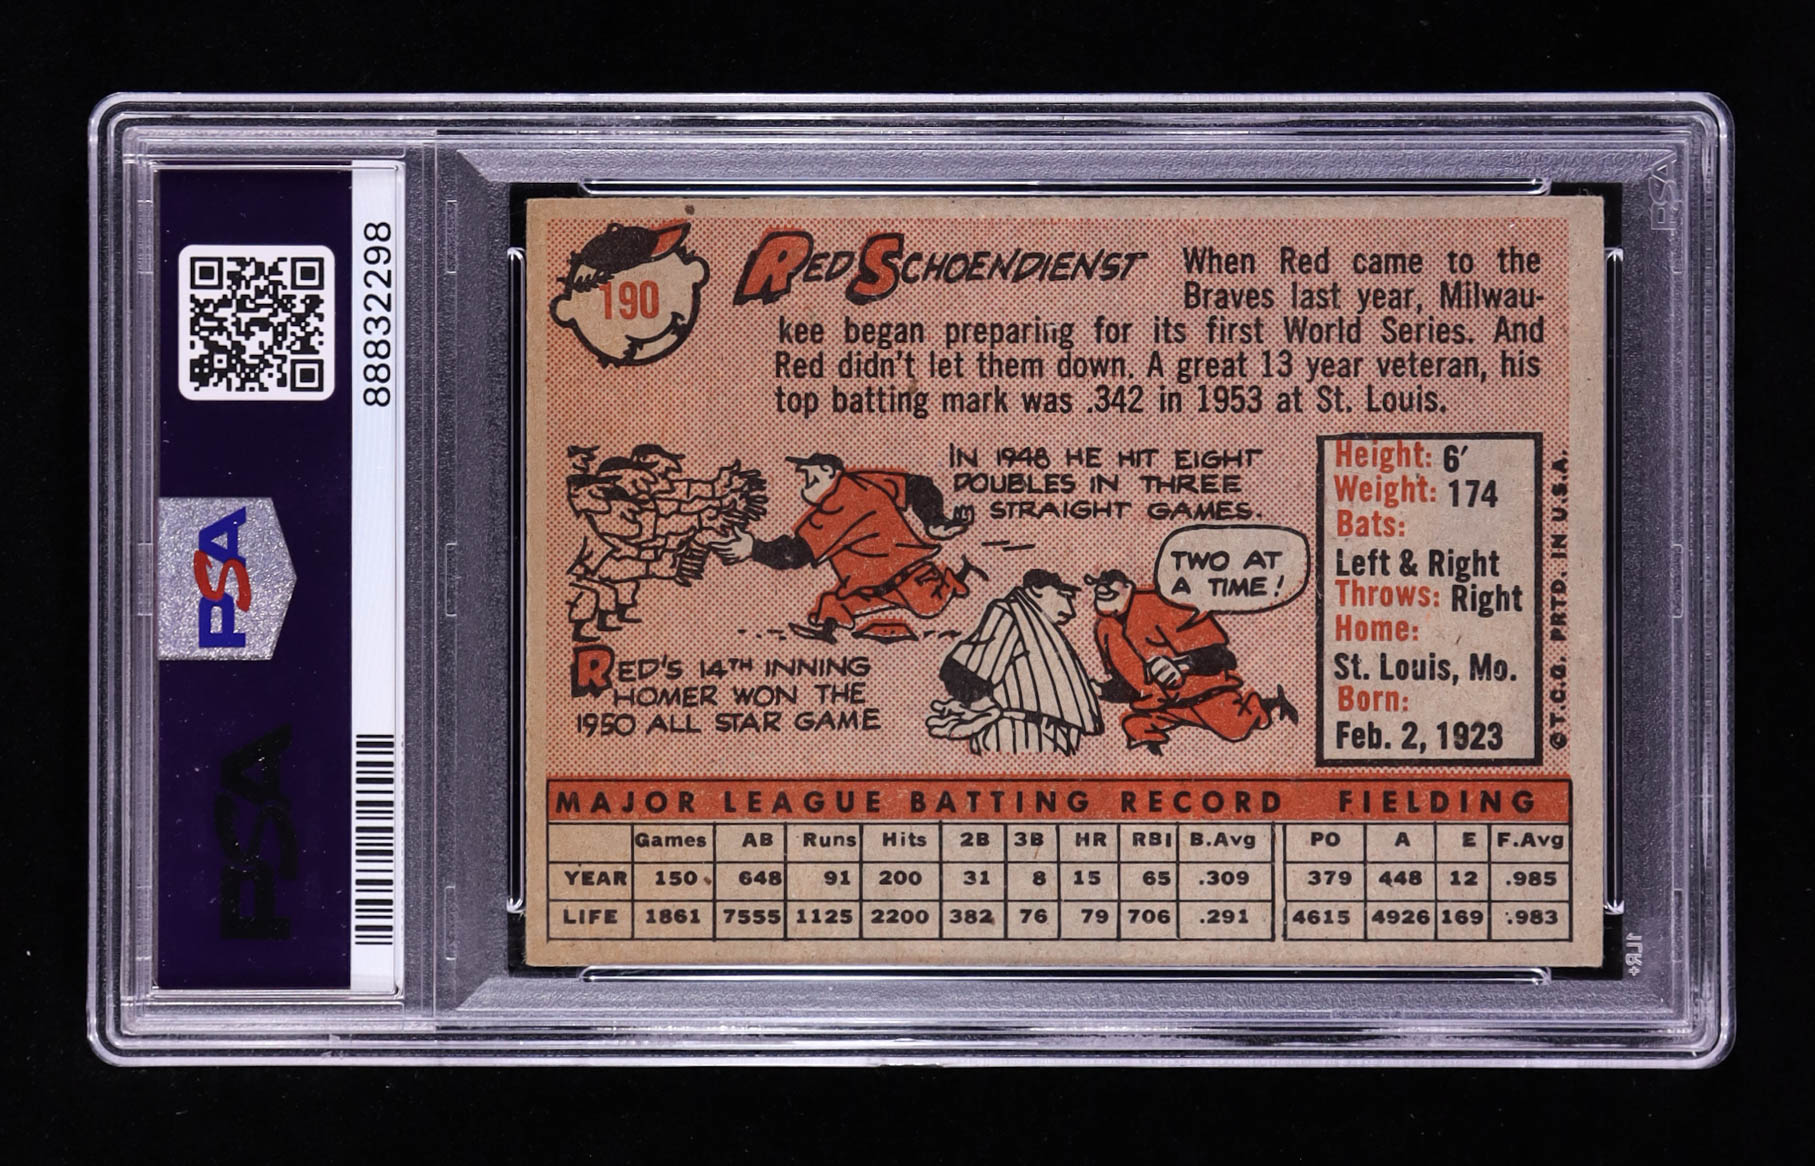 88832298
PSA
PSA
PSA
1LR+
190
RED SCHOENDIENST
When Red came to the
Braves last year, Milwau-
kee began preparing for its first World Series. And
Red didn't let them down. A great 13 year veteran, his
top batting mark was .342 in 1953 at St. Louis.
IN 1948 HE HIT EIGHT
DOUBLES IN THREE
STRAIGHT GAMES.
TWO AT
A TIME!
RED'S 14TH INNING
HOMER WON THE
1950 ALL STAR GAME
Height: 6'
Weight: 174
Bats:
Left & Right
Throws: Right
Home:
St. Louis, Mo.
Born:
Feb. 2, 1923
© T.C.G. PRTD. IN U.S.A.
MAJOR LEAGUE BATTING RECORD FIELDING
Games AB Runs Hits 2B 3B HR RBI B.Avg PO A E F.Avg
YEAR 150 648 91 200 31 8 15 65 .309 379 448 12 .985
LIFE 1861 7555 1125 2200 382 76 79 706 .291 4615 4926 169 .983